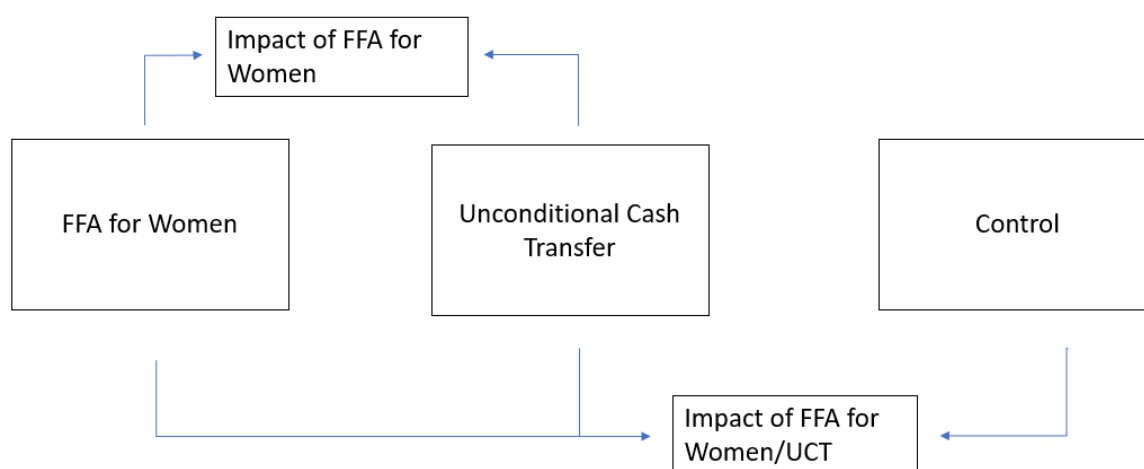 Impact of FFA for
Women
FFA for Women
Unconditional Cash
Transfer
Control
Impact of FFA for
Women/UCT